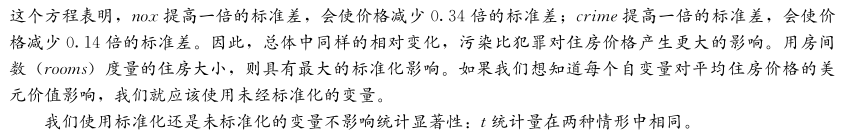 这个方程表明，nox 提高一倍的标准差，会使价格减少 0.34 倍的标准差；crime 提高一倍的标准差，会使价
格减少 0.14 倍的标准差。因此，总体中同样的相对变化，污染比犯罪对住房价格产生更大的影响。用房间
数（rooms）度量的住房大小，则具有最大的标准化影响。如果我们想知道每个自变量对平均住房价格的美
元价值影响，我们就应该使用未经标准化的变量。
我们使用标准化还是未标准化的变量不影响统计显著性：t 统计量在两种情形中相同。